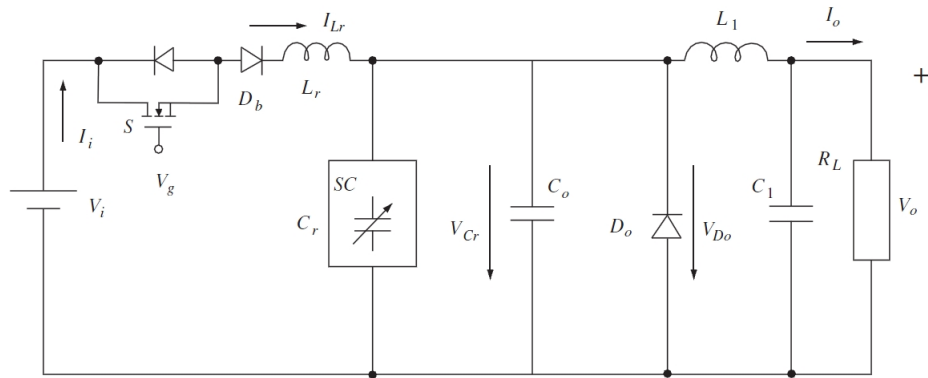 I_Lr
L_1
I_o
+
D_b
L_r
S
I_i
V_g
R_L
SC
C_o
C_1
V_i
C_r
V_Cr
D_o
V_Do
V_o